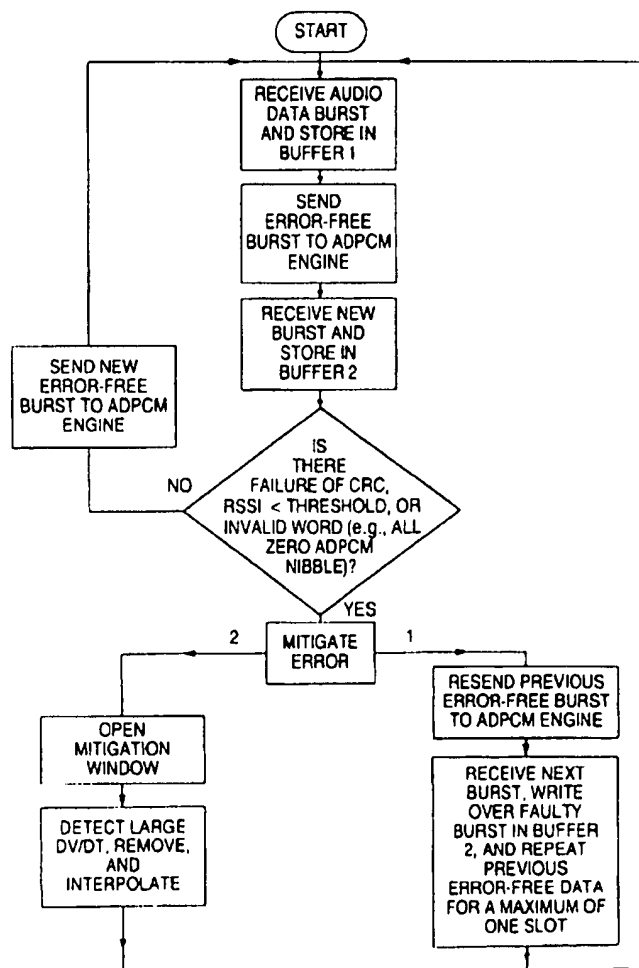 START
RECEIVE AUDIO
DATA BURST
AND STORE IN
BUFFER 1
SEND
ERROR-FREE
BURST TO ADPCM
ENGINE
RECEIVE NEW
BURST AND
STORE IN
BUFFER 2
SEND NEW
ERROR-FREE
BURST TO ADPCM
ENGINE
IS
THERE
FAILURE OF CRC,
RSSI < THRESHOLD, OR
INVALID WORD (e.g., ALL
ZERO ADPCM
NIBBLE)?
NO
YES
MITIGATE
ERROR
2
1
OPEN
MITIGATION
WINDOW
DETECT LARGE
DV/DT, REMOVE,
AND
INTERPOLATE
RESEND PREVIOUS
ERROR-FREE BURST
TO ADPCM ENGINE
RECEIVE NEXT
BURST, WRITE
OVER FAULTY
BURST IN BUFFER
2, AND REPEAT
PREVIOUS
ERROR-FREE DATA
FOR A MAXIMUM OF
ONE SLOT